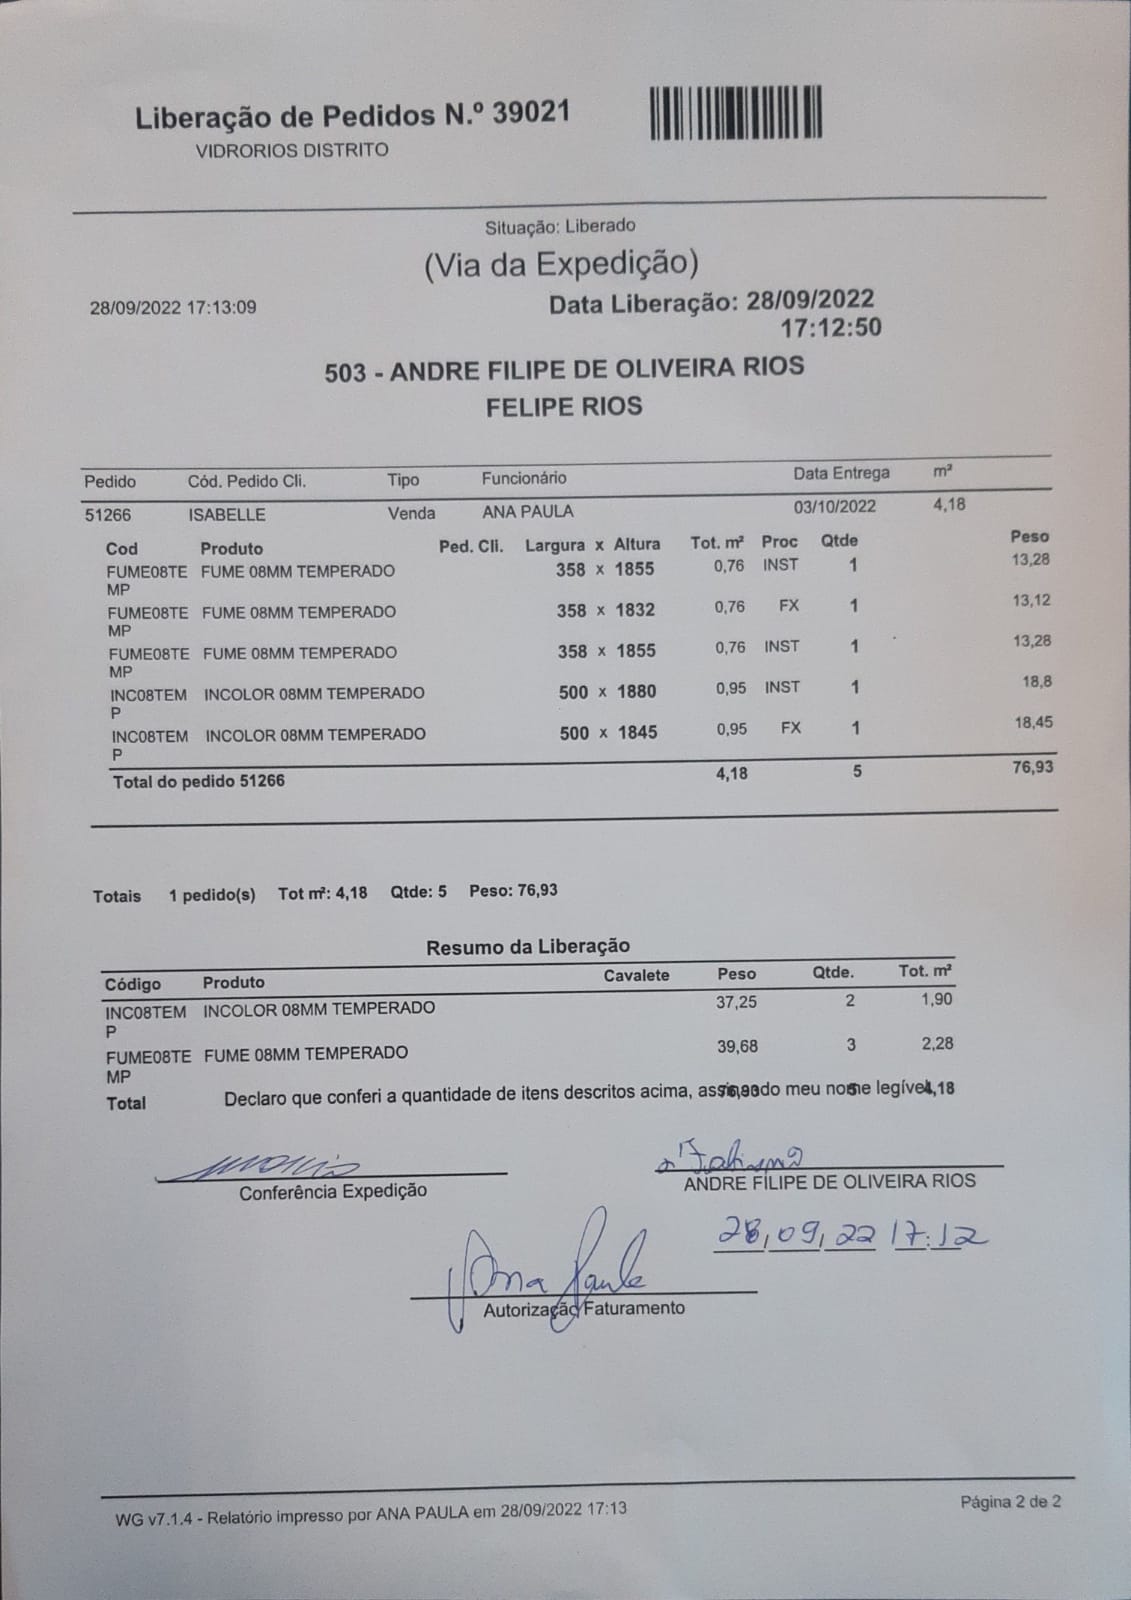 Liberação de Pedidos N.º 39021
VIDRORIOS DISTRITO
Situação: Liberado
(Via da Expedição)
28/09/2022 17:13:09 Data Liberação: 28/09/2022
17:12:50
503 - ANDRE FILIPE DE OLIVEIRA RIOS
FELIPE RIOS
Pedido Cód. Pedido Cli. Tipo Funcionário Data Entrega m²
51266 ISABELLE Venda ANA PAULA 03/10/2022 4,18
Cod Produto Ped. Cli. Largura x Altura Tot. m² Proc Qtde Peso
FUME08TE FUME 08MM TEMPERADO 358 x 1855 0,76 INST 1 13,28
MP
FUME08TE FUME 08MM TEMPERADO 358 x 1832 0,76 FX 1 13,12
MP
FUME08TE FUME 08MM TEMPERADO 358 x 1855 0,76 INST 1 13,28
MP
INC08TEM INCOLOR 08MM TEMPERADO 500 x 1880 0,95 INST 1 18,8
P
INC08TEM INCOLOR 08MM TEMPERADO 500 x 1845 0,95 FX 1 18,45
P
Total do pedido 51266 4,18 5 76,93
Totais 1 pedido(s) Tot m²: 4,18 Qtde: 5 Peso: 76,93
Resumo da Liberação
Código Produto Cavalete Peso Qtde. Tot. m²
INC08TEM INCOLOR 08MM TEMPERADO 37,25 2 1,90
P
FUME08TE FUME 08MM TEMPERADO 39,68 3 2,28
MP
Total Declaro que conferi a quantidade de itens descritos acima, assinando meu nome legível. 4,18
Conferência Expedição
ANDRE FILIPE DE OLIVEIRA RIOS
28,09,22 17:12
Ana Paula
Autorização Faturamento
WG v7.1.4 - Relatório impresso por ANA PAULA em 28/09/2022 17:13 Página 2 de 2